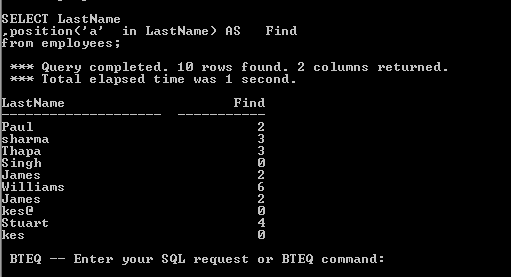 SELECT LastName
,position('a'  in LastName) AS   Find
from employees;
*** Query completed. 10 rows found. 2 columns returned.
*** Total elapsed time was 1 second.
LastName                     Find
--------------------  -----------
Paul                            2
sharma                          3
Thapa                           3
Singh                           0
James                           2
Williams                        6
James                           2
kes@                            0
Stuart                          4
kes                             0
BTEQ -- Enter your SQL request or BTEQ command: